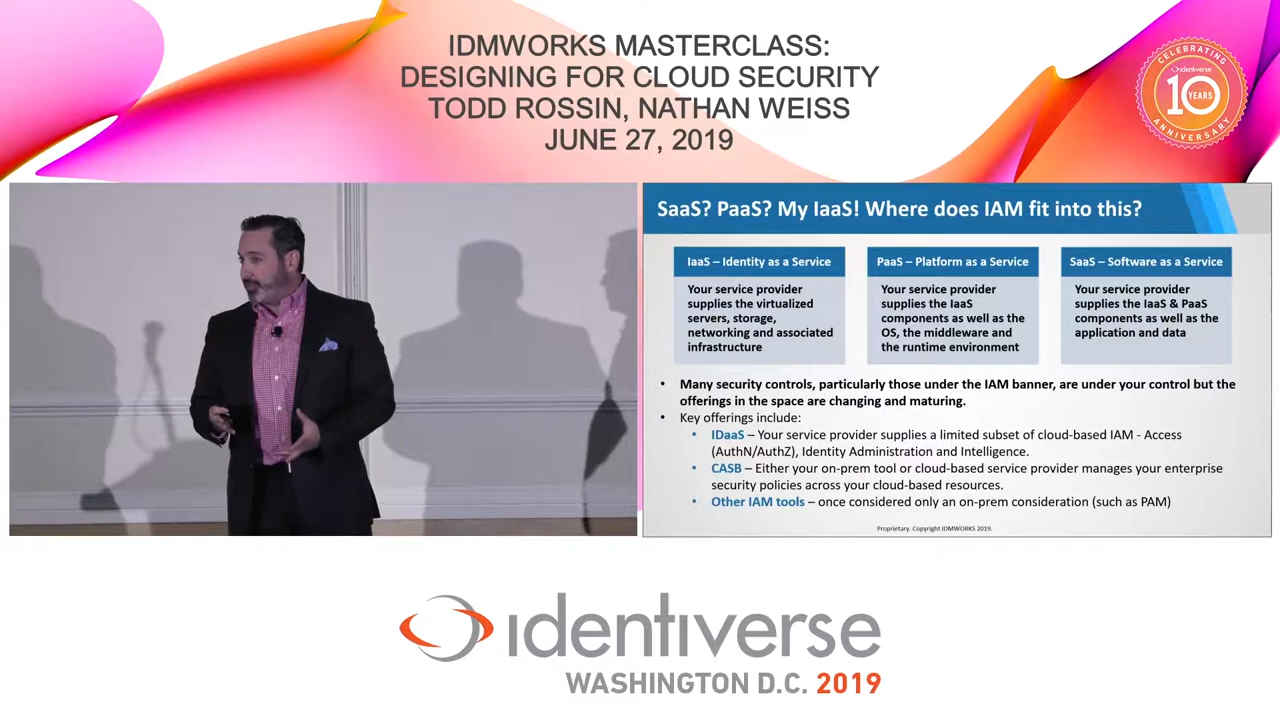 IDMWORKS MASTERCLASS:
DESIGNING FOR CLOUD SECURITY
TODD ROSSIN, NATHAN WEISS
JUNE 27, 2019
CELEBRATING
identiverse
10 YEARS
ANNIVERSARY
SaaS? PaaS? My IaaS! Where does IAM fit into this?
IaaS – Identity as a Service
Your service provider
supplies the virtualized
servers, storage,
networking and associated
infrastructure
PaaS – Platform as a Service
Your service provider
supplies the IaaS
components as well as the
OS, the middleware and
the runtime environment
SaaS – Software as a Service
Your service provider
supplies the IaaS & PaaS
components as well as the
application and data
• Many security controls, particularly those under the IAM banner, are under your control but the
offerings in the space are changing and maturing.
• Key offerings include:
• IDaaS – Your service provider supplies a limited subset of cloud-based IAM - Access
(AuthN/AuthZ), Identity Administration and Intelligence.
• CASB – Either your on-prem tool or cloud-based service provider manages your enterprise
security policies across your cloud-based resources.
• Other IAM tools – once considered only an on-prem consideration (such as PAM)
Proprietary. Copyright IDMWORKS 2019.
identiverse
WASHINGTON D.C. 2019